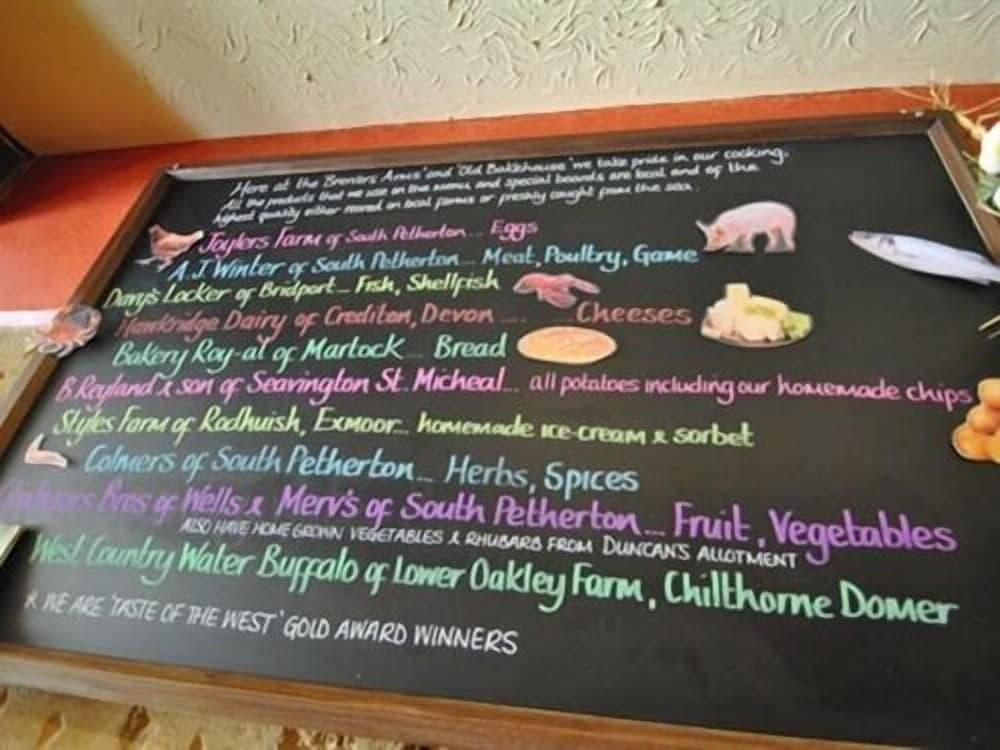 Here at the Brewers Arms and 'Old Bakehouse' we take pride in our cooking.
All the products that we use on the menu and special boards are local and of the
highest quality either reared on local farms or freshly caught from the sea.
Joylers Farm of South Petherton... Eggs
A J Winter of South Petherton... Meat, Poultry, Game
Davy's Locker of Bridport... Fish, Shellfish
Hawkridge Dairy of Crediton, Devon .... ....Cheeses
Bakery Roy-al of Martock... Bread
B Reyland & son of Seavington St. Micheal... all potatoes including our homemade chips
Styles Farm of Rodhuish, Exmoor... homemade ice-cream & sorbet
Colmers of South Petherton.... Herbs, Spices
Bros of Wells & Merv's of South Petherton.... Fruit, Vegetables
ALSO HAVE HOME GROWN VEGETABLES & RHUBARB FROM DUNCAN'S ALLOTMENT
West Country Water Buffalo of Lower Oakley Farm, Chillthorne Domer
* WE ARE 'TASTE OF THE WEST' GOLD AWARD WINNERS